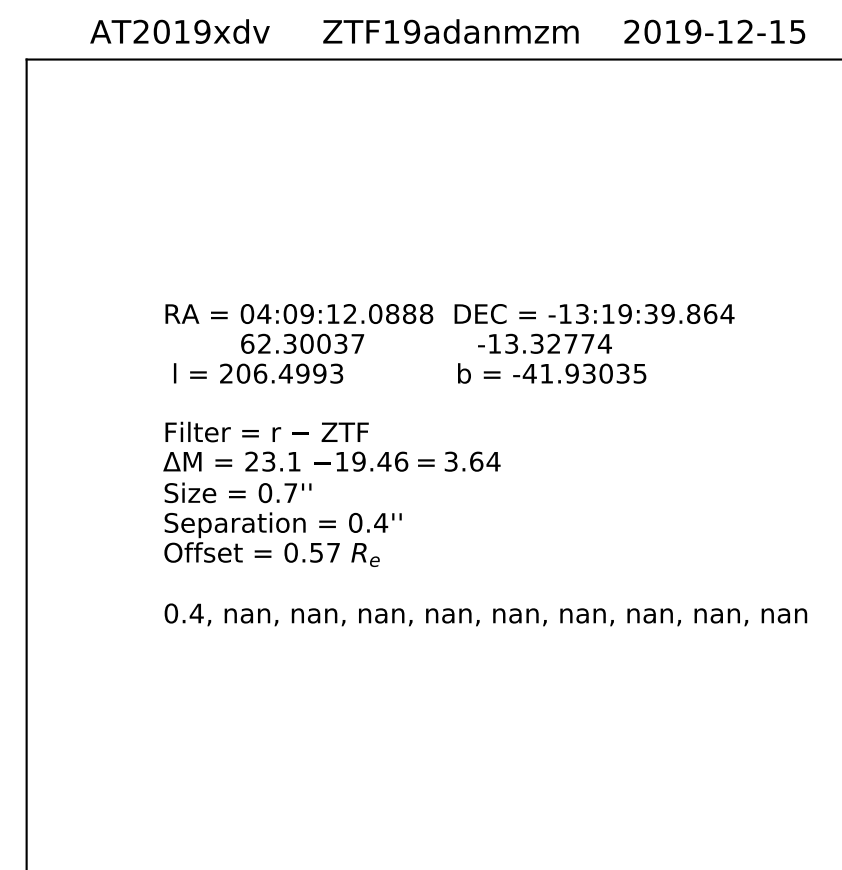 AT2019xdv ZTF19adanmzm 2019-12-15
RA = 04:09:12.0888 DEC = -13:19:39.864
62.30037 -13.32774
l = 206.4993 b = -41.93035
Filter = r − ZTF
ΔM = 23.1 −19.46 = 3.64
Size = 0.7''
Separation = 0.4''
Offset = 0.57 Rₑ
0.4, nan, nan, nan, nan, nan, nan, nan, nan, nan